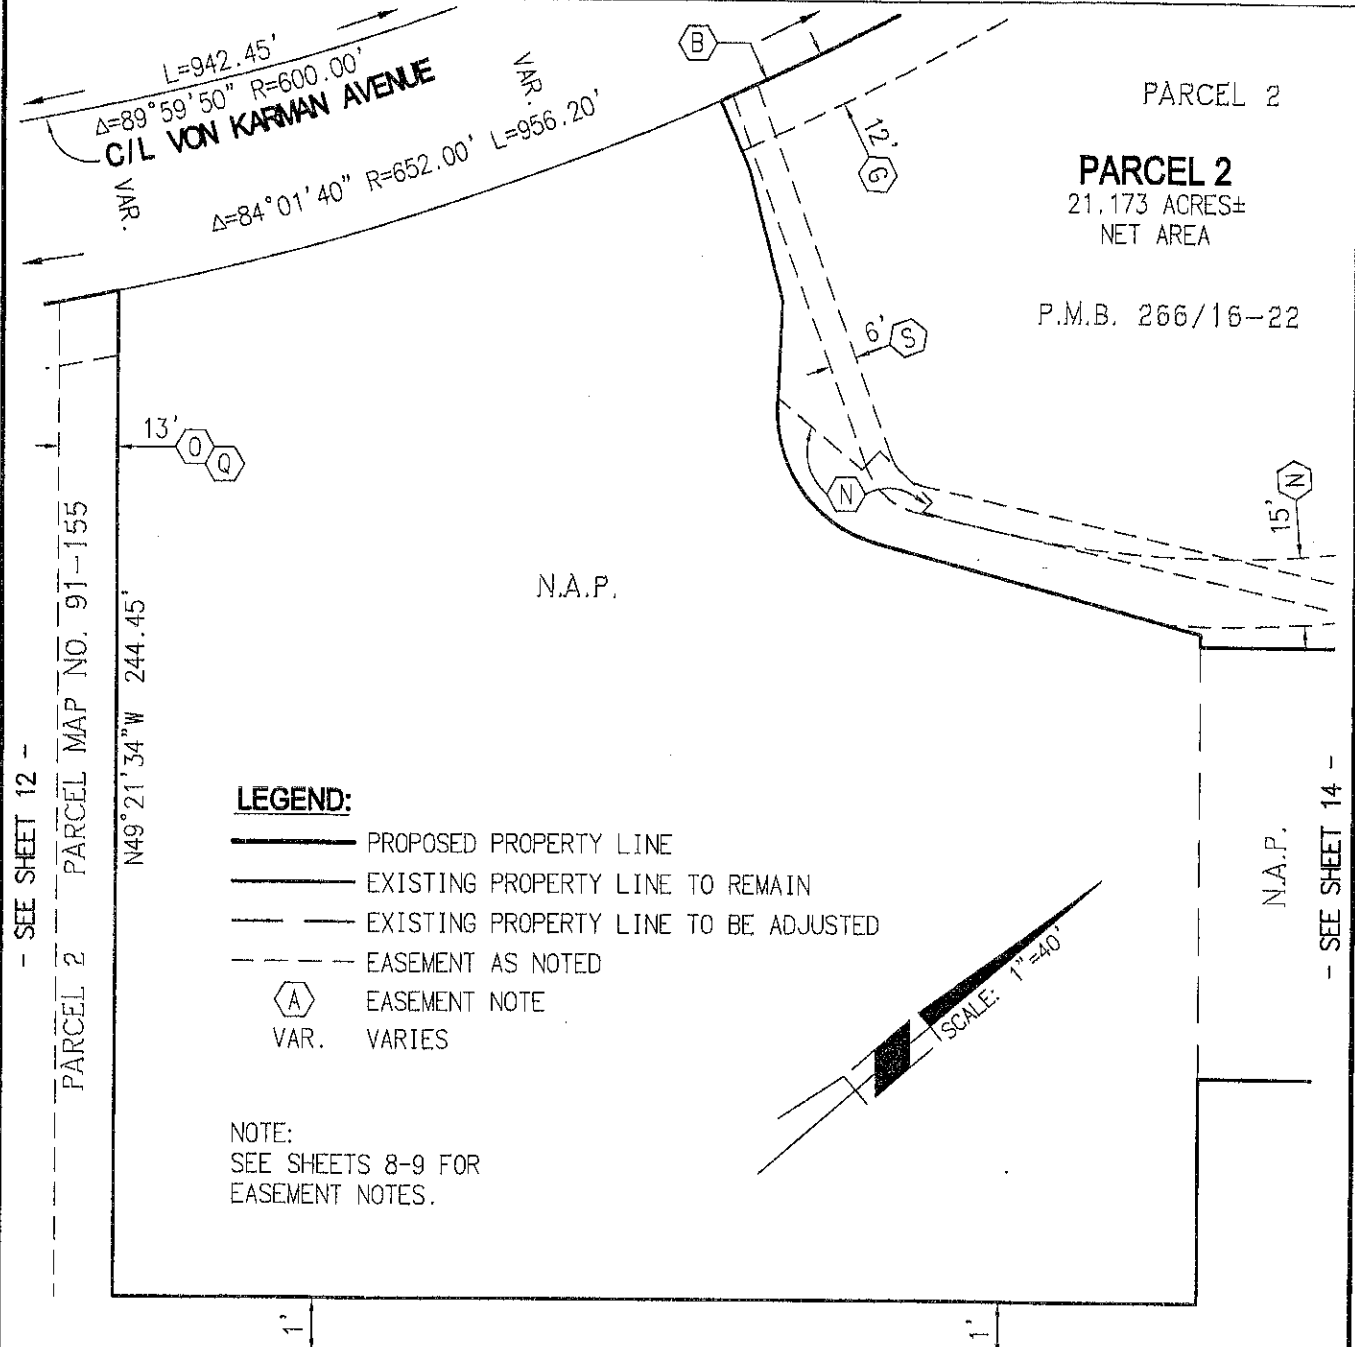 L=942.45'
Δ=89°59'50" R=600.00'
C/L VON KARMAN AVENUE
VAR.
VAR.
Δ=84°01'40" R=652.00' L=956.20'
B
12'
G
PARCEL 2
PARCEL 2
21.173 ACRES±
NET AREA
P.M.B. 266/16-22
6'
S
13'
O
Q
N
15'
N
N.A.P.
N49°21'34"W 244.45'
PARCEL 2 PARCEL MAP NO. 91-155
- SEE SHEET 12 -
LEGEND:
PROPOSED PROPERTY LINE
EXISTING PROPERTY LINE TO REMAIN
EXISTING PROPERTY LINE TO BE ADJUSTED
EASEMENT AS NOTED
A EASEMENT NOTE
VAR. VARIES
SCALE: 1"=40'
N.A.P.
- SEE SHEET 14 -
NOTE:
SEE SHEETS 8-9 FOR
EASEMENT NOTES.
1'
1'